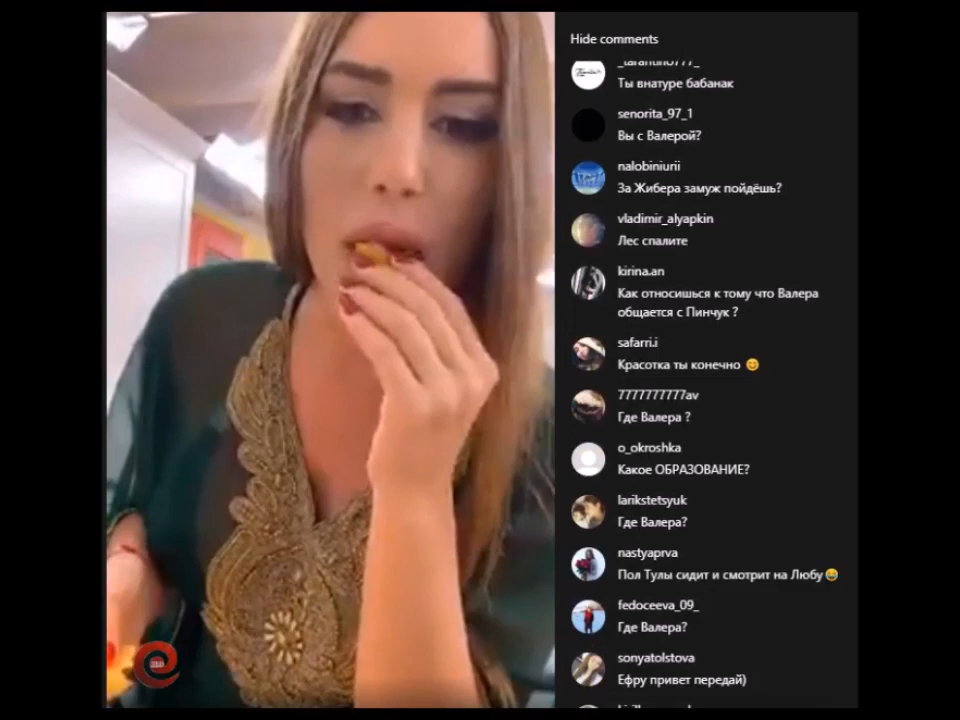 Hide comments
_tarantino777_
Ты внатуре бабанак
senorita_97_1
Вы с Валерой?
nalobiniurii
За Жибера замуж пойдёшь?
vladimir_alyapkin
Лес спалите
kirina.an
Как относишься к тому что Валера
общается с Пинчук ?
safarri.i
Красотка ты конечно 😊
7777777777av
Где Валера ?
o_okroshka
Какое ОБРАЗОВАНИЕ?
larikstetsyuk
Где Валера?
nastyaprva
Пол Тулы сидит и смотрит на Любу😂
fedoceeva_09_
Где Валера?
sonyatolstova
Ефру привет передай)